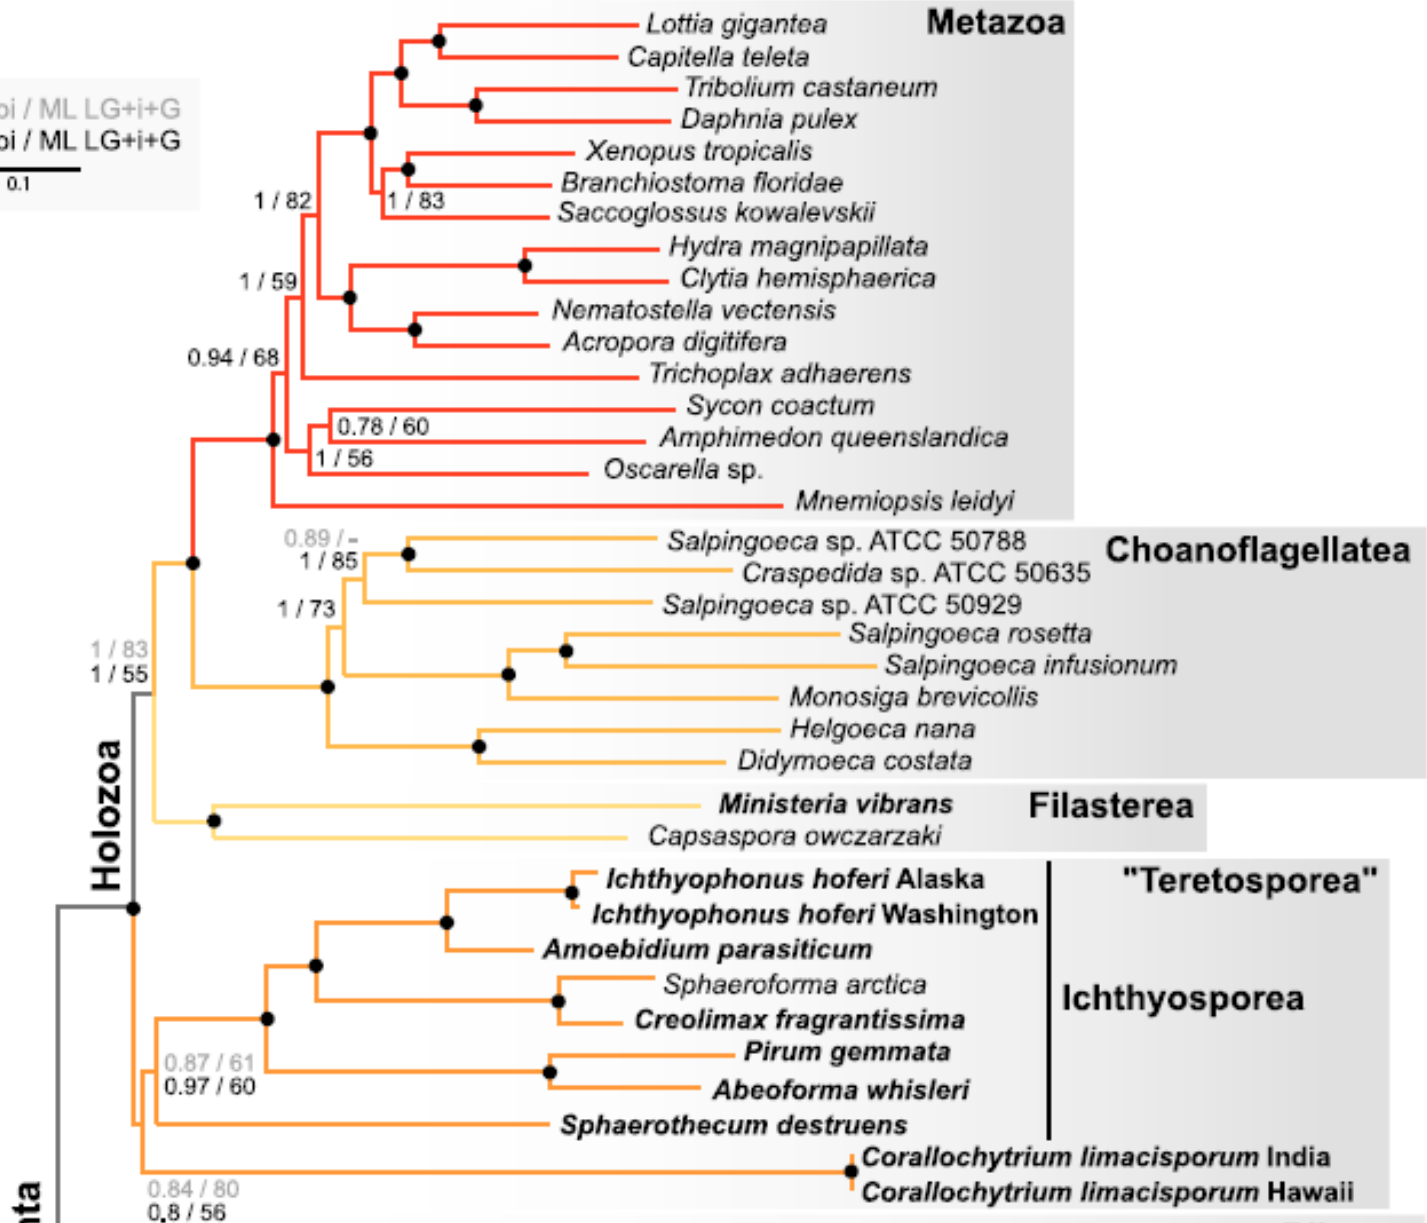 Lottia gigantea
Metazoa
Capitella teleta
Tribolium castaneum
/ ML LG+i+G
Daphnia pulex
/ ML LG+i+G
Xenopus tropicalis
0.1
Branchiostoma floridae
1 / 82
1 / 83
Saccoglossus kowalevskii
Hydra magnipapillata
1 / 59
Clytia hemisphaerica
Nematostella vectensis
Acropora digitifera
0.94 / 68
Trichoplax adhaerens
Sycon coactum
0.78 / 60
Amphimedon queenslandica
1 / 56
Oscarella sp.
Mnemiopsis leidyi
0.89 / -
Salpingoeca sp. ATCC 50788
Choanoflagellatea
1 / 85
Craspedida sp. ATCC 50635
1 / 73
Salpingoeca sp. ATCC 50929
Salpingoeca rosetta
1 / 83
Salpingoeca infusionum
1 / 55
Monosiga brevicollis
Helgoeca nana
Didymoeca costata
Holozoa
Ministeria vibrans
Filasterea
Capsaspora owczarzaki
Ichthyophonus hoferi Alaska
"Teretosporea"
Ichthyophonus hoferi Washington
Amoebidium parasiticum
Sphaeroforma arctica
Ichthyosporea
Creolimax fragrantissima
Pirum gemmata
0.87 / 61
0.97 / 60
Abeoforma whisleri
Sphaerothecum destruens
Corallochytrium limacisporum India
0.84 / 80
Corallochytrium limacisporum Hawaii
0,8 / 56